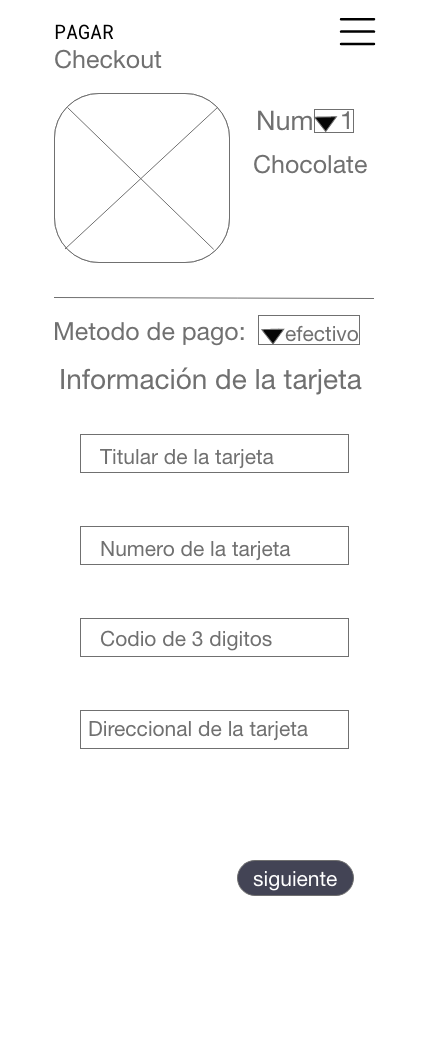 PAGAR
Checkout
Num 1
Chocolate
Metodo de pago: efectivo
Información de la tarjeta
Titular de la tarjeta
Numero de la tarjeta
Codio de 3 digitos
Direccional de la tarjeta
siguiente